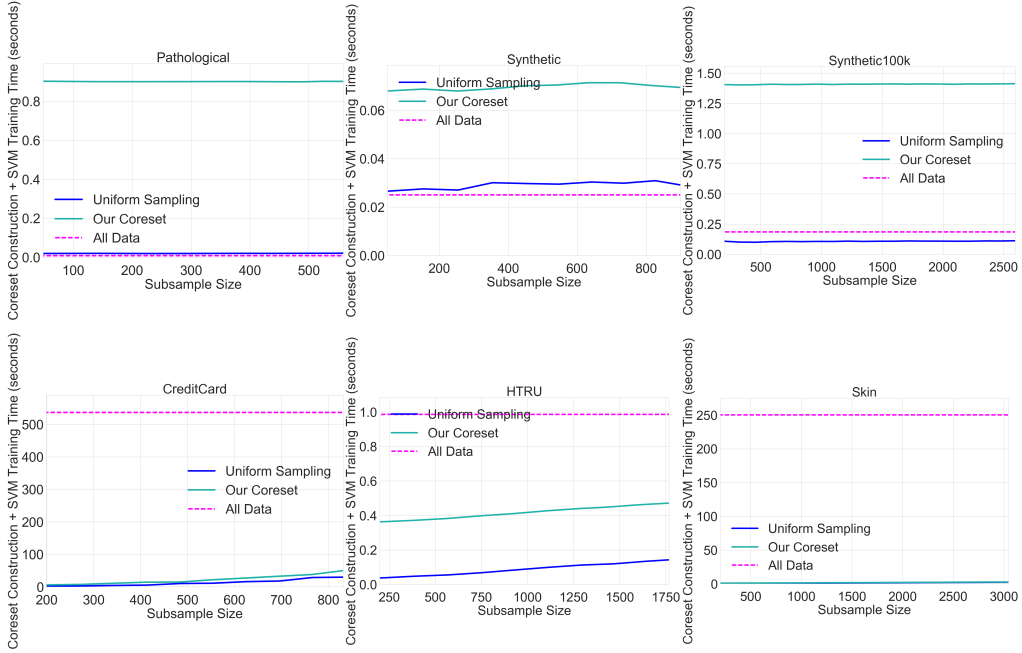 Pathological
Coreset Construction + SVM Training Time (seconds)
0.8
0.6
0.4
0.2
0.0
Uniform Sampling
Our Coreset
All Data
100 200 300 400 500
Subsample Size
Synthetic
Coreset Construction + SVM Training Time (seconds)
0.06
0.04
0.02
0.00
Uniform Sampling
Our Coreset
All Data
200 400 600 800
Subsample Size
Synthetic100k
Coreset Construction + SVM Training Time (seconds)
1.50
1.25
1.00
0.75
0.50
0.25
0.00
Uniform Sampling
Our Coreset
All Data
500 1000 1500 2000 2500
Subsample Size
CreditCard
Coreset Construction + SVM Training Time (seconds)
500
400
300
200
100
0
Uniform Sampling
Our Coreset
All Data
200 300 400 500 600 700 800
Subsample Size
HTRU
Coreset Construction + SVM Training Time (seconds)
1.0
0.8
0.6
0.4
0.2
0.0
Uniform Sampling
Our Coreset
All Data
250 500 750 1000 1250 1500 1750
Subsample Size
Skin
Coreset Construction + SVM Training Time (seconds)
250
200
150
100
50
0
Uniform Sampling
Our Coreset
All Data
500 1000 1500 2000 2500 3000
Subsample Size